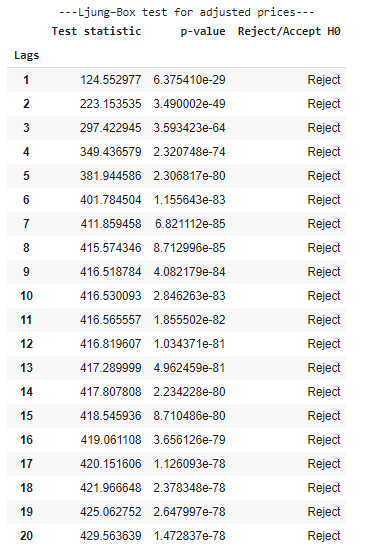 ---Ljung-Box test for adjusted prices---
Test statistic p-value Reject/Accept H0
Lags
1 124.552977 6.375410e-29 Reject
2 223.153535 3.490002e-49 Reject
3 297.422945 3.593423e-64 Reject
4 349.436579 2.320748e-74 Reject
5 381.944586 2.306817e-80 Reject
6 401.784504 1.155643e-83 Reject
7 411.859458 6.821112e-85 Reject
8 415.574346 8.712996e-85 Reject
9 416.518784 4.082179e-84 Reject
10 416.530093 2.846263e-83 Reject
11 416.565557 1.855502e-82 Reject
12 416.819607 1.034371e-81 Reject
13 417.289999 4.962459e-81 Reject
14 417.807808 2.234228e-80 Reject
15 418.545936 8.710486e-80 Reject
16 419.061108 3.656126e-79 Reject
17 420.151606 1.126093e-78 Reject
18 421.966648 2.378348e-78 Reject
19 425.062752 2.647997e-78 Reject
20 429.563639 1.472837e-78 Reject